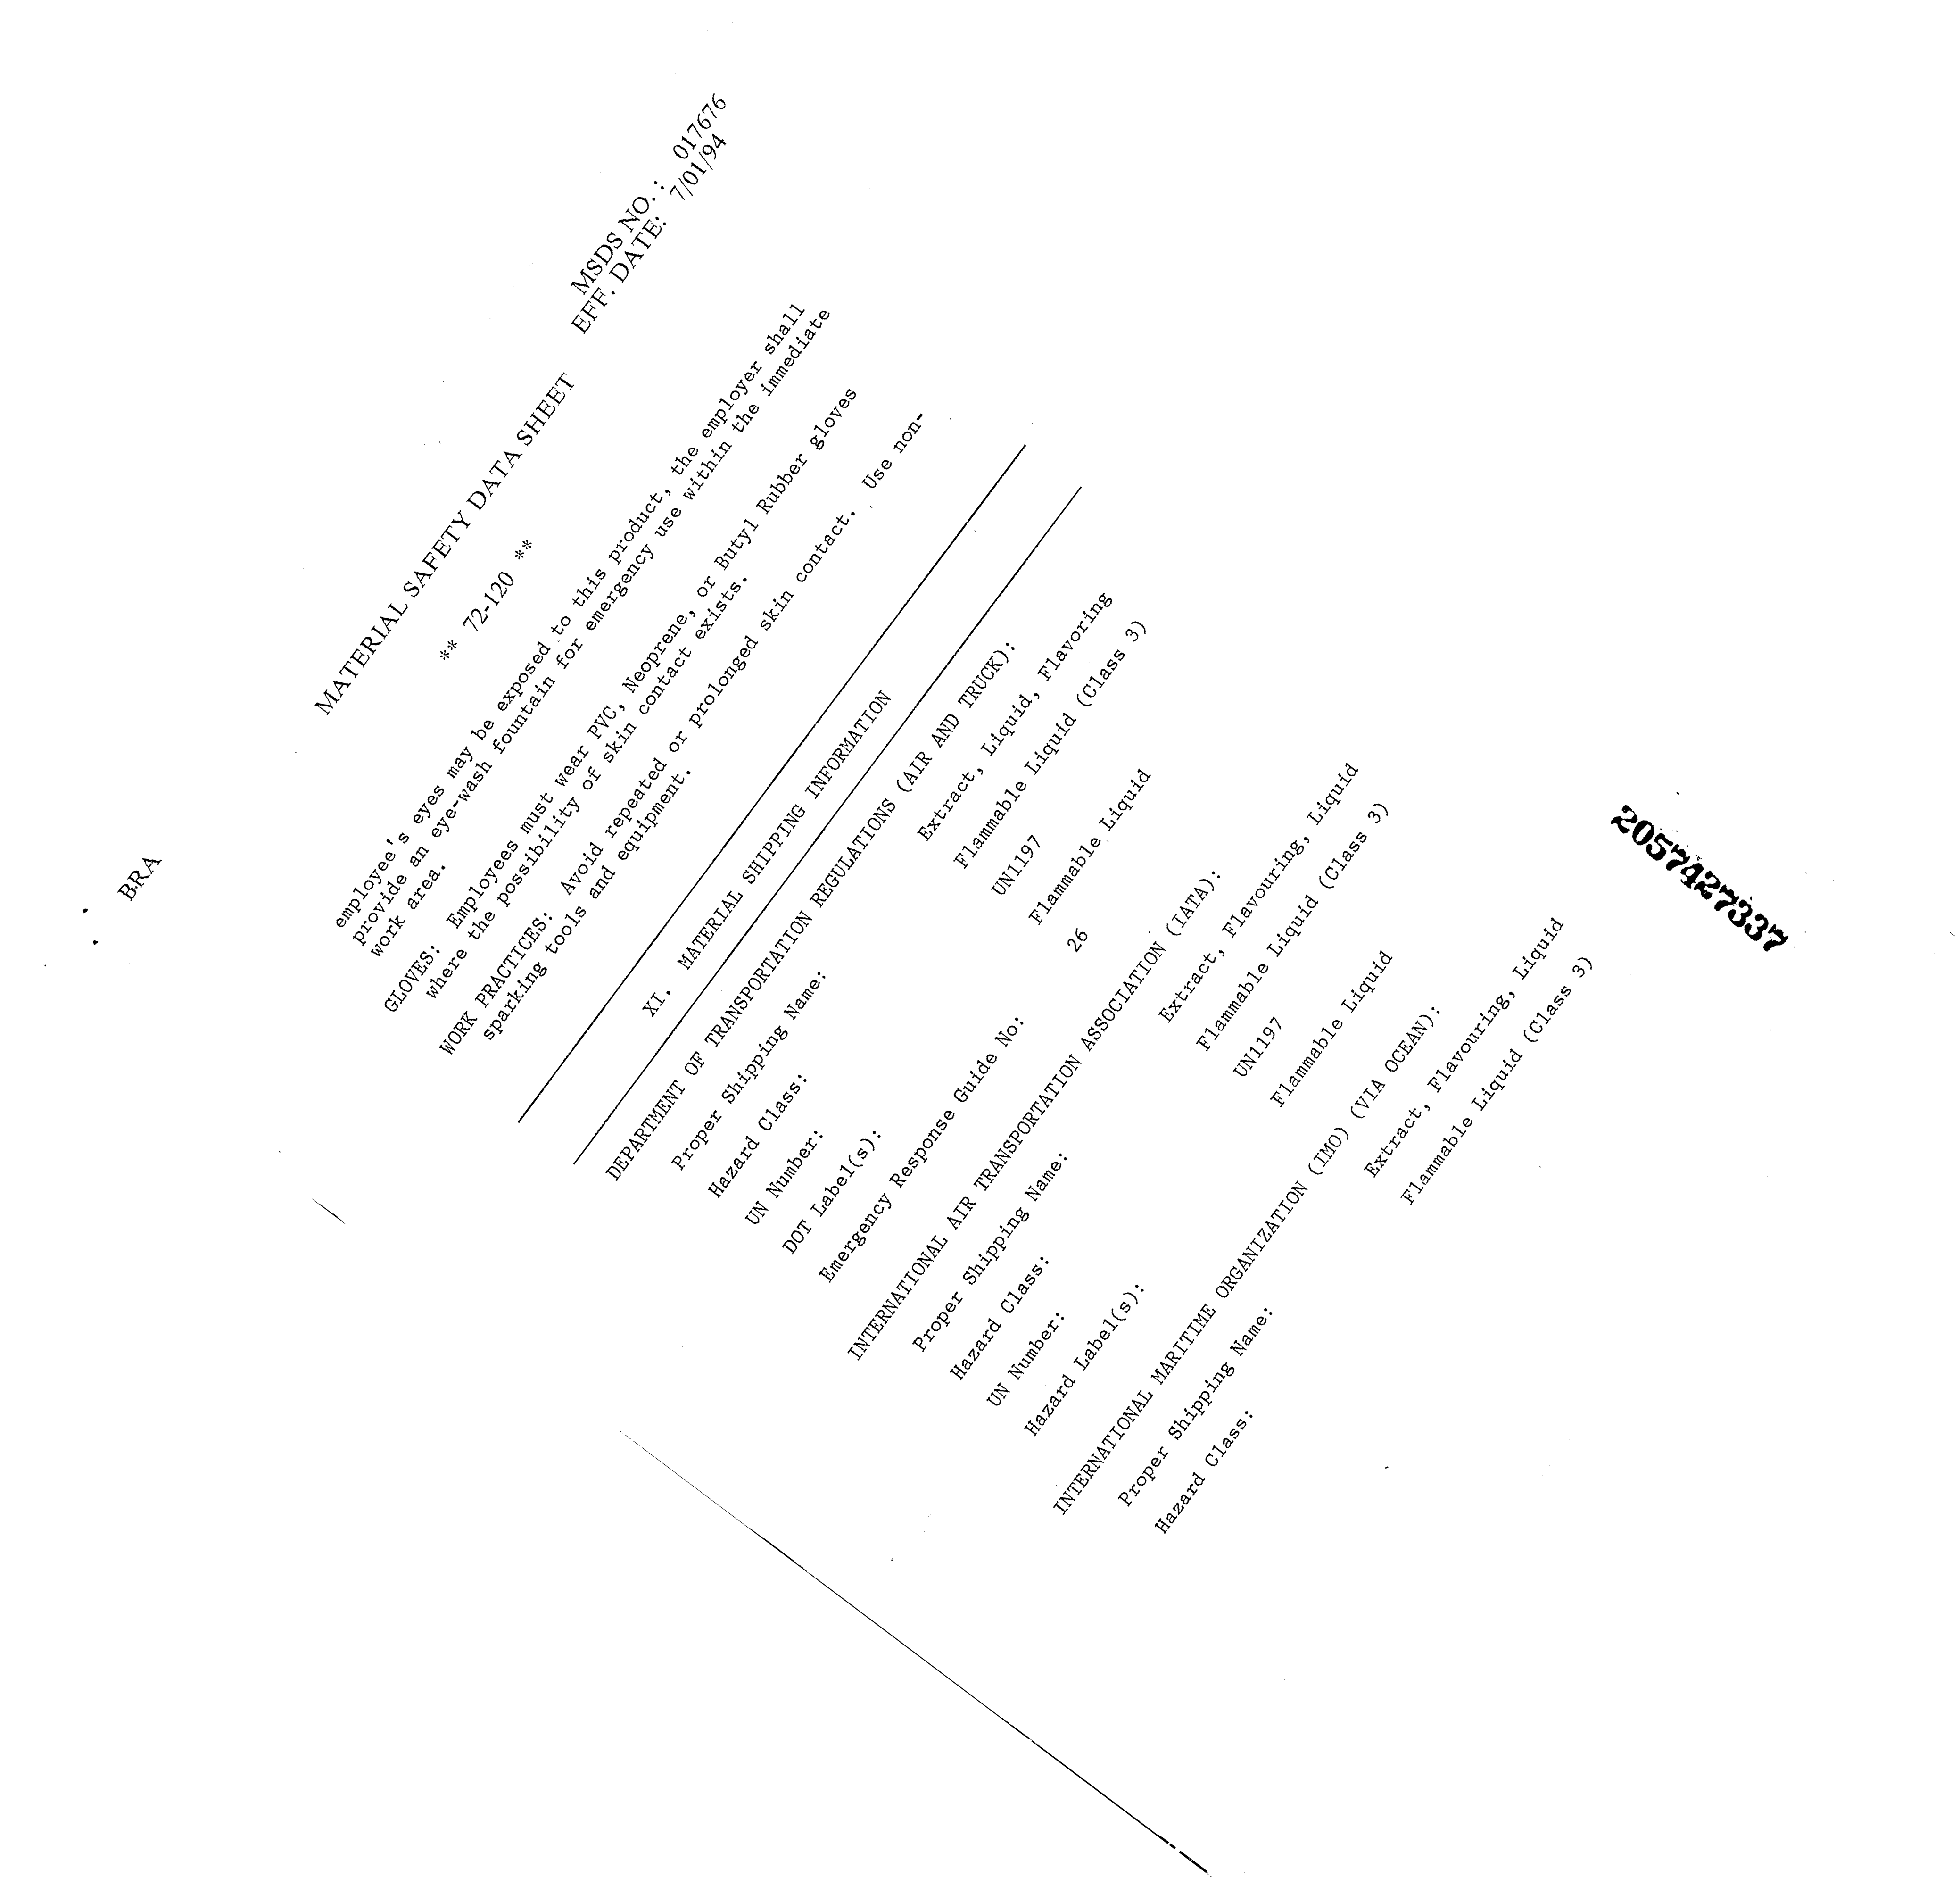 BRA
MATERIAL SAFETY DATA SHEET
MSDS NO.: 017676
EFF. DATE: 7/01/94
** 72-120 **
employee's eyes may be exposed to this product, the employer shall
provide an eye-wash fountain for emergency use within the immediate
work area.
GLOVES: Employees must wear PVC, Neoprene, or Butyl Rubber gloves
where the possibility of skin contact exists.
WORK PRACTICES: Avoid repeated or prolonged skin contact. Use non-
sparking tools and equipment.
XI. MATERIAL SHIPPING INFORMATION
DEPARTMENT OF TRANSPORTATION REGULATIONS (AIR AND TRUCK):
Proper Shipping Name: Extract, Liquid, Flavoring
Hazard Class: Flammable Liquid (Class 3)
UN Number: UN1197
DOT Label(s): Flammable Liquid
Emergency Response Guide No: 26
INTERNATIONAL AIR TRANSPORTATION ASSOCIATION (IATA):
Proper Shipping Name: Extract, Flavouring, Liquid
Hazard Class: Flammable Liquid (Class 3)
UN Number: UN1197
Hazard Label(s): Flammable Liquid
INTERNATIONAL MARITIME ORGANIZATION (IMO) (VIA OCEAN):
Proper Shipping Name: Extract, Flavouring, Liquid
Hazard Class: Flammable Liquid (Class 3)
2057427337